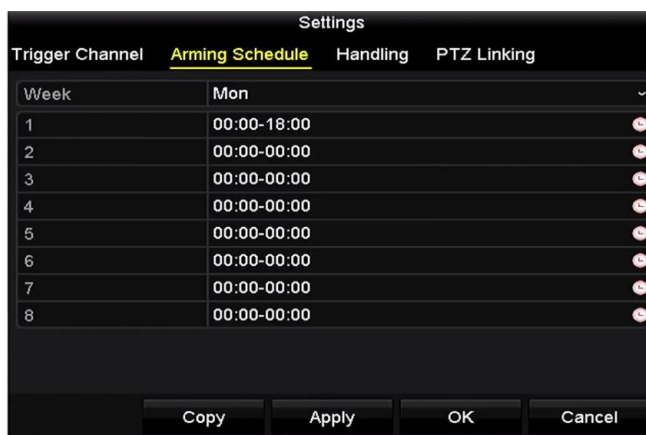 Settings
Trigger Channel Arming Schedule Handling PTZ Linking
Week Mon
1 00:00-18:00
2 00:00-00:00
3 00:00-00:00
4 00:00-00:00
5 00:00-00:00
6 00:00-00:00
7 00:00-00:00
8 00:00-00:00
Copy Apply OK Cancel